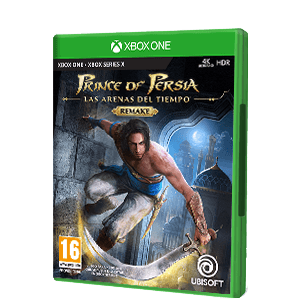 XBOX ONE
XBOX ONE • XBOX SERIES X
4K HDR
PRINCE OF PERSIA
LAS ARENAS DEL TIEMPO
REMAKE
16
UBISOFT